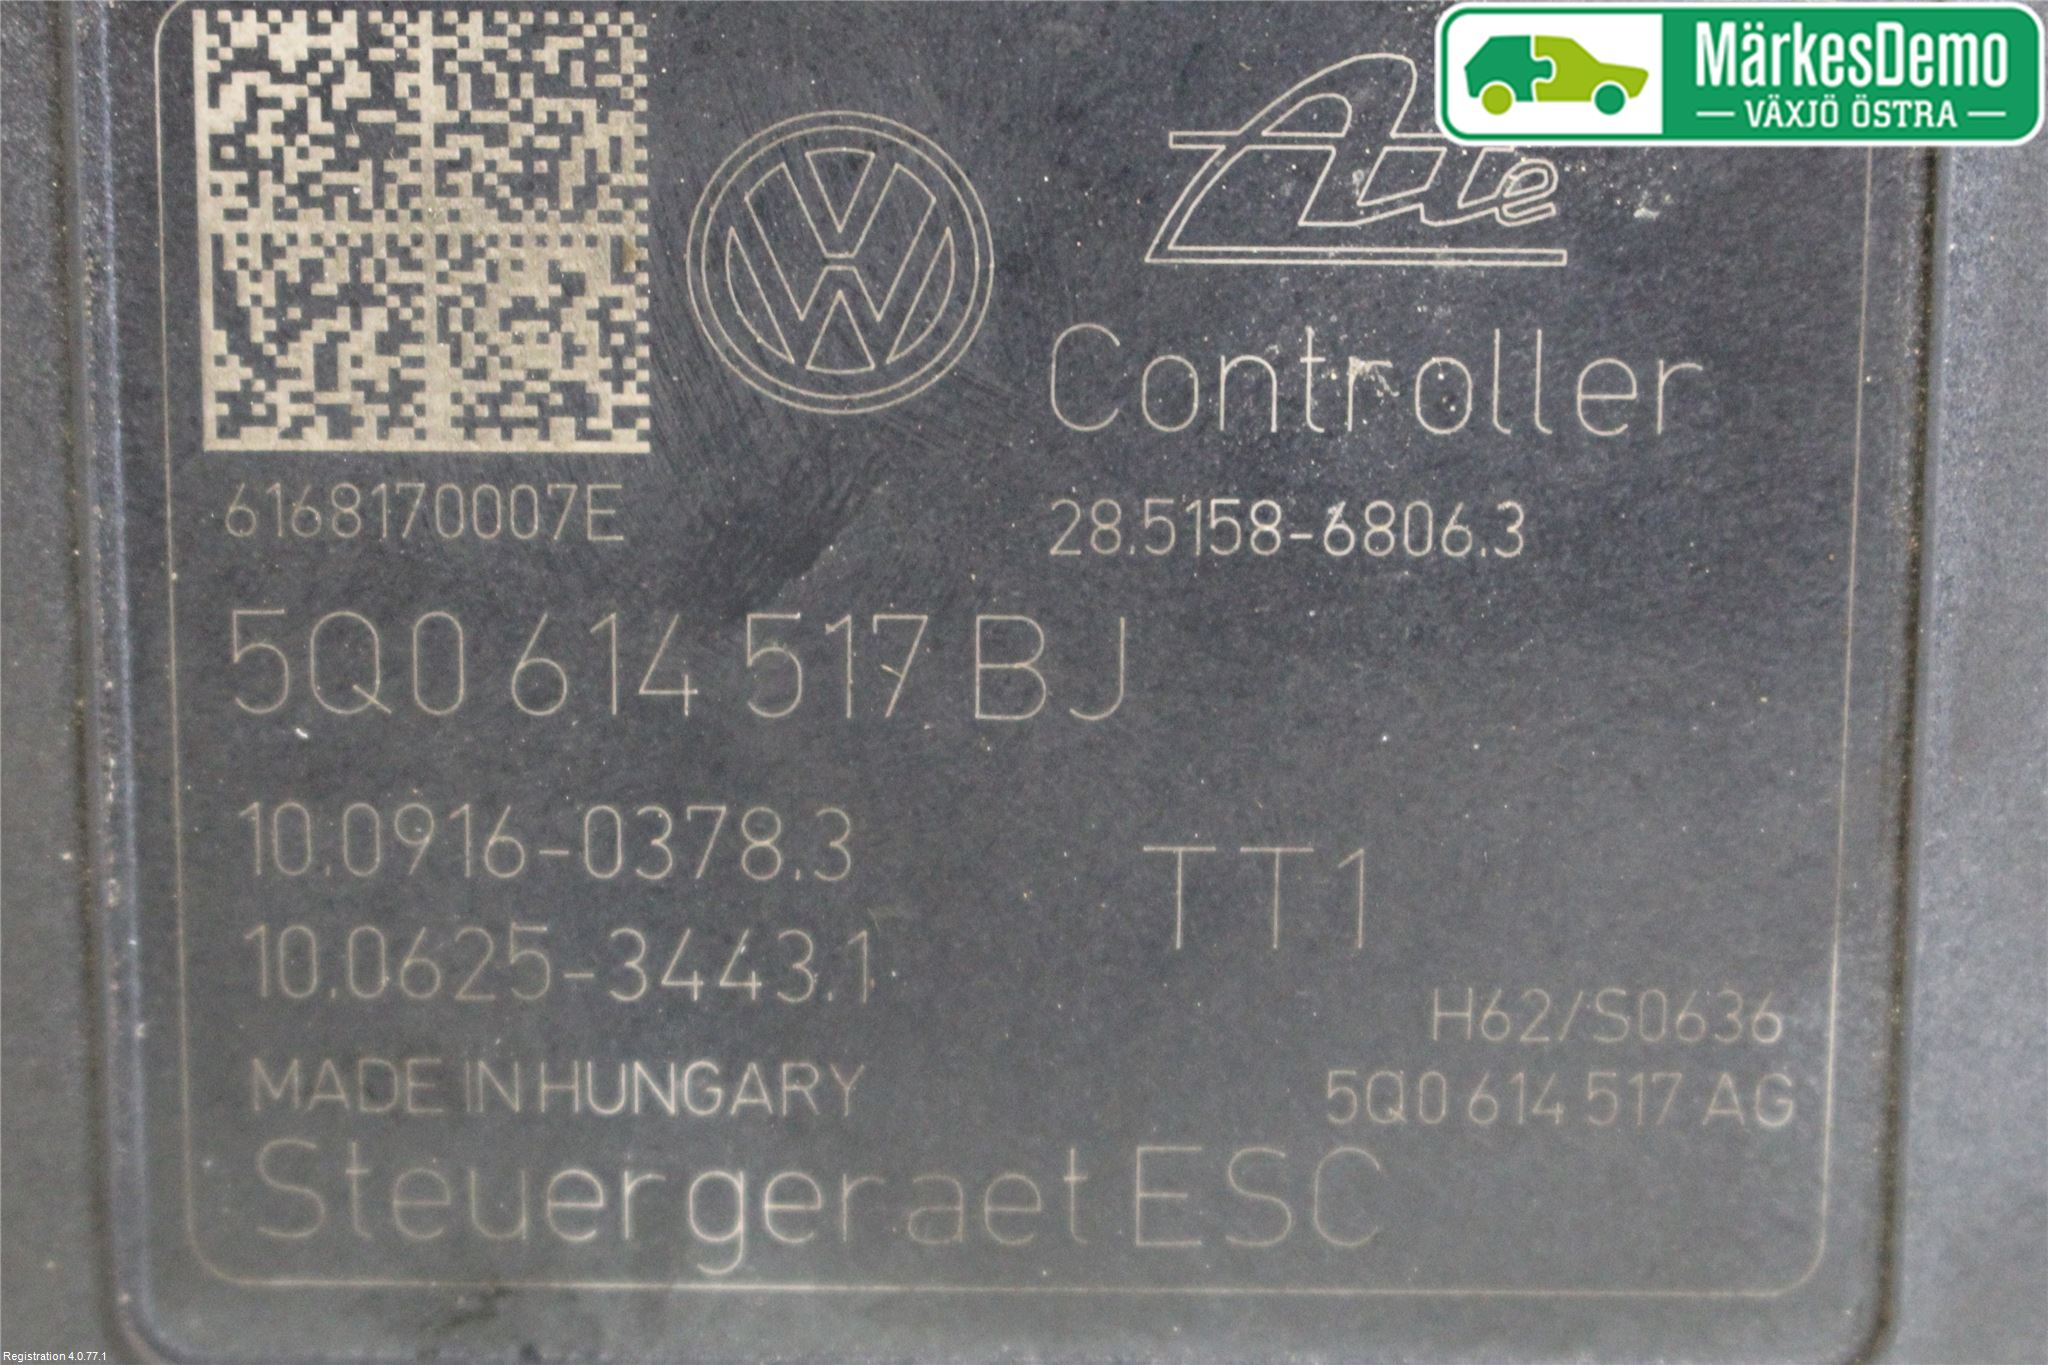 MärkesDemo
VÄXJÖ ÖSTRA
Ate
Controller
6168170007E
28.5158-6806.3
5Q0 614 517 BJ
10.0916-0378.3
TT1
10.0625-3443.1
H62/S0636
MADE IN HUNGARY
5Q0 614 517 AG
Steuergeraet ESC
Registration 4.0.77.1